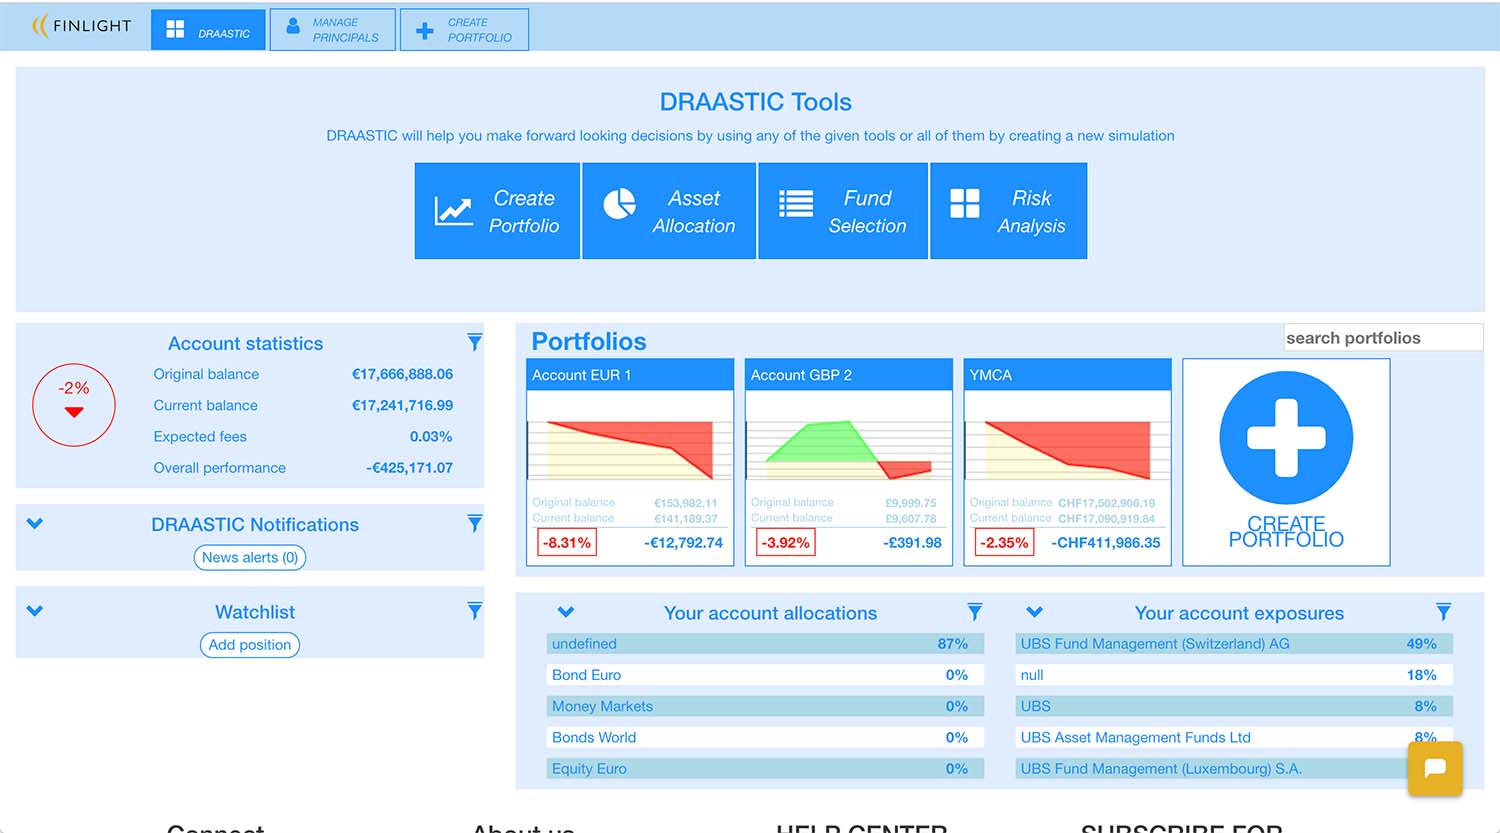 FINLIGHT
DRAASTIC
MANAGE
PRINCIPALS
CREATE
PORTFOLIO
DRAASTIC Tools
DRAASTIC will help you make forward looking decisions by using any of the given tools or all of them by creating a new simulation
Create
Portfolio
Asset
Allocation
Fund
Selection
Risk
Analysis
Account statistics
-2%
Original balance €17,666,888.06
Current balance €17,241,716.99
Expected fees 0.03%
Overall performance -€425,171.07
DRAASTIC Notifications
News alerts (0)
Watchlist
Add position
Portfolios
search portfolios
Account EUR 1
Original balance €153,982.11
Current balance €141,189.37
-8.31% -€12,792.74
Account GBP 2
Original balance £9,999.75
Current balance £9,607.78
-3.92% -£391.98
YMCA
Original balance CHF17,502,906.19
Current balance CHF17,090,919.84
-2.35% -CHF411,986.35
CREATE
PORTFOLIO
Your account allocations
undefined 87%
Bond Euro 0%
Money Markets 0%
Bonds World 0%
Equity Euro 0%
Your account exposures
UBS Fund Management (Switzerland) AG 49%
null 18%
UBS 8%
UBS Asset Management Funds Ltd 8%
UBS Fund Management (Luxembourg) S.A.
Connect
About us
HELP CENTER
SUBSCRIBE FOR